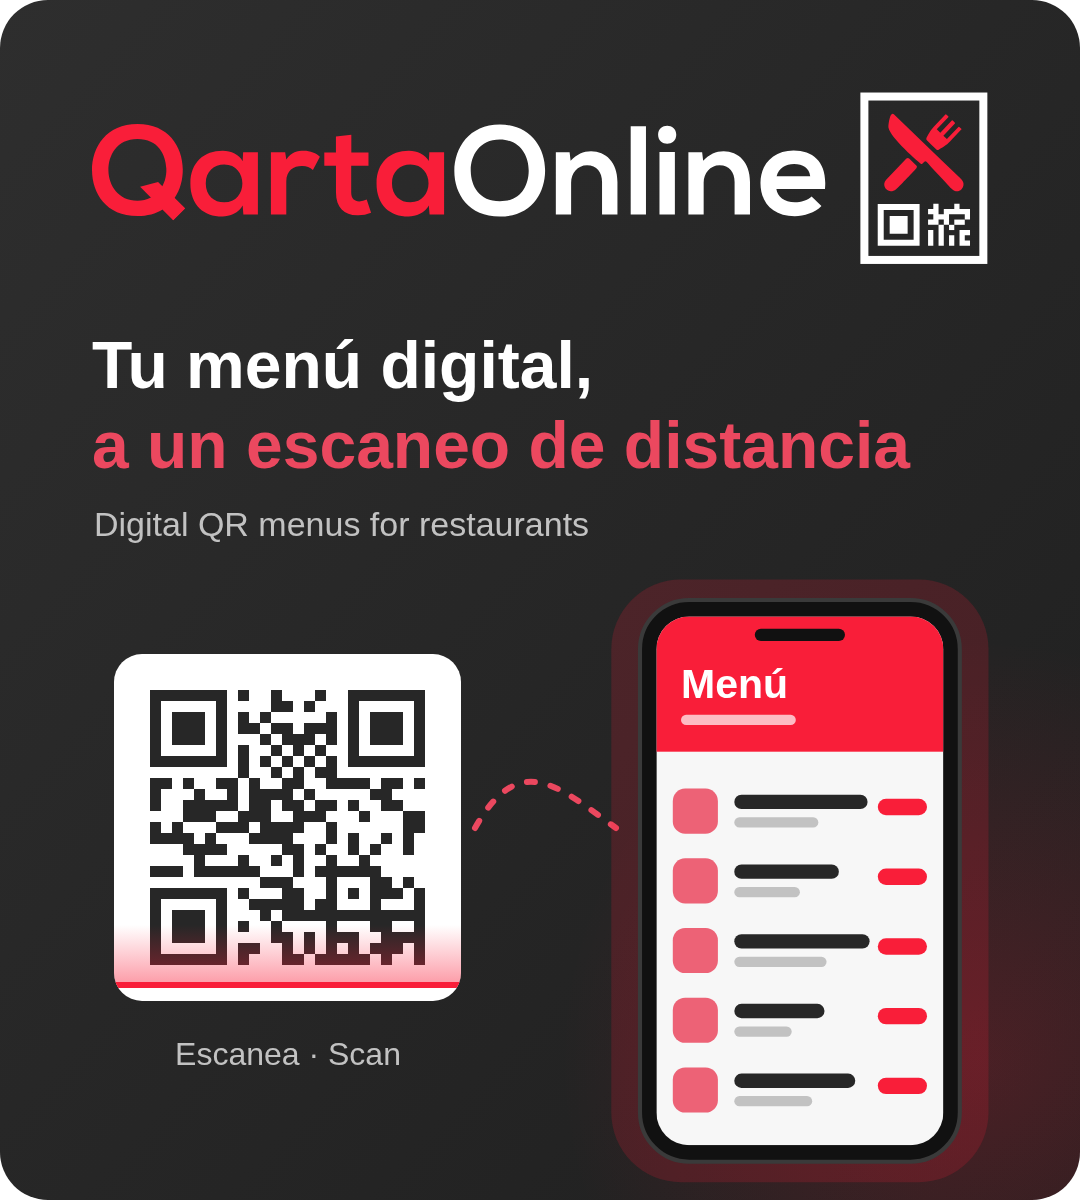 QartaOnline
Tu menú digital,
a un escaneo de distancia
Digital QR menus for restaurants
Menú
Escanea · Scan